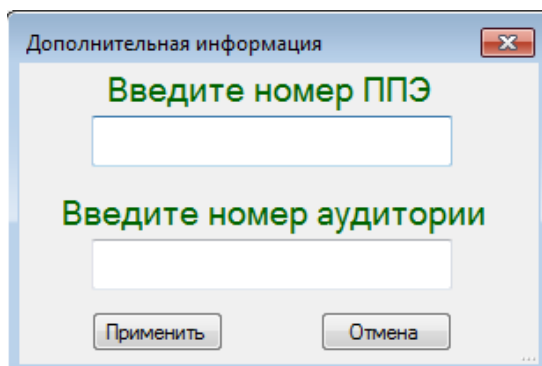 Дополнительная информация
Введите номер ППЭ
Введите номер аудитории
Применить Отмена